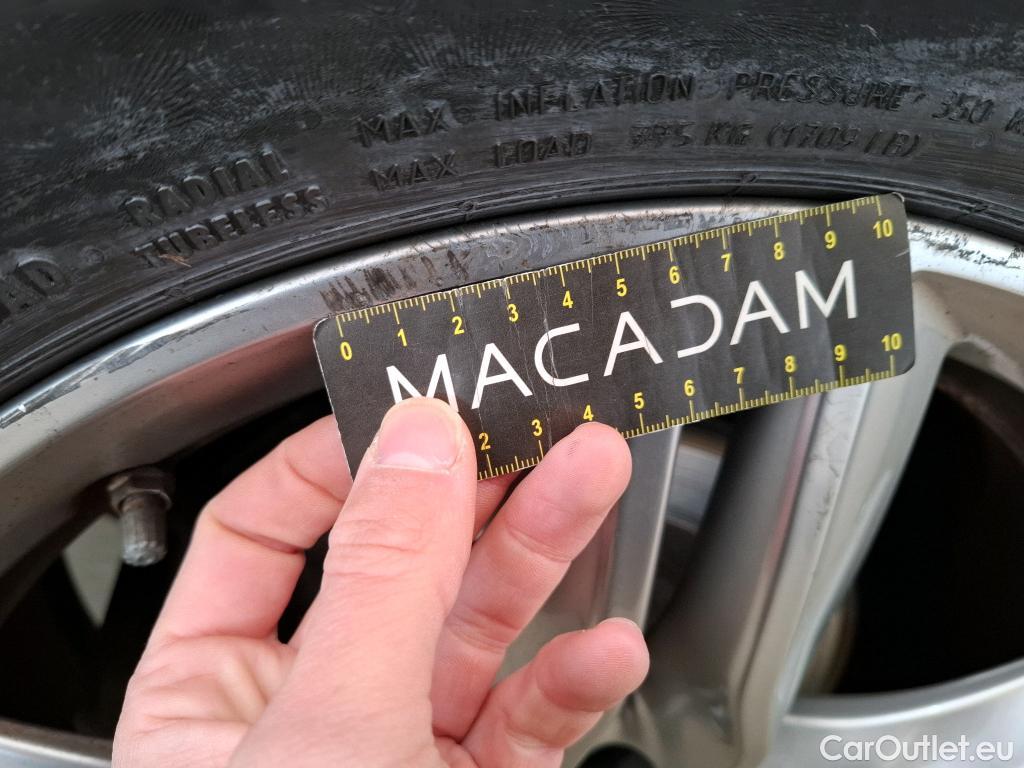 MAX. INFLATION PRESSURE 350 K
MAX LOAD 775 KG (1709 LB)
RADIAL
TUBELESS
0 1 2 3 4 5 6 7 8 9 10
MACADAM
2 3 4 5 6 7 8 9 10
CarOutlet.eu